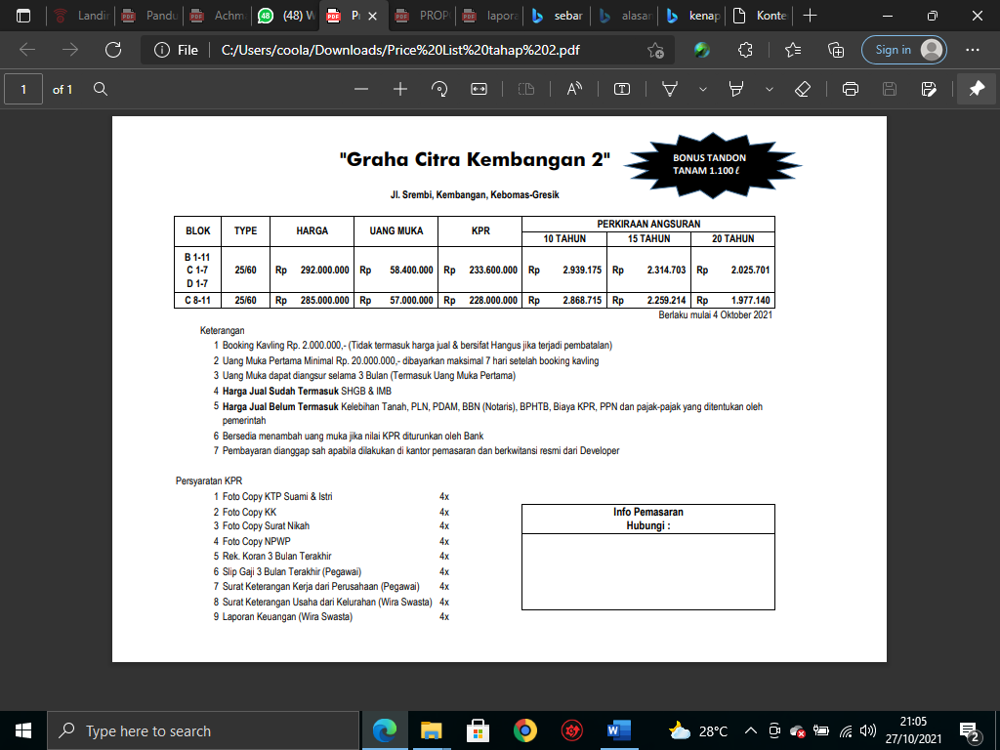 Landi
Pandu
Achm
48
(48) W
PDF
P
PROP
lapora
sebar
alasar
kenap
Konte
File
C:/Users/coola/Downloads/Price%20List%20tahap%202.pdf
Sign in
1 of 1
"Graha Citra Kembangan 2"
BONUS TANDON
TANAM 1.100 ℓ
Jl. Srembi, Kembangan, Kebomas-Gresik
BLOK TYPE HARGA UANG MUKA KPR PERKIRAAN ANGSURAN
10 TAHUN 15 TAHUN 20 TAHUN
B 1-11
C 1-7 25/60 Rp 292.000.000 Rp 58.400.000 Rp 233.600.000 Rp 2.939.175 Rp 2.314.703 Rp 2.025.701
D 1-7
C 8-11 25/60 Rp 285.000.000 Rp 57.000.000 Rp 228.000.000 Rp 2.868.715 Rp 2.259.214 Rp 1.977.140
Berlaku mulai 4 Oktober 2021
Keterangan
1 Booking Kavling Rp. 2.000.000,- (Tidak termasuk harga jual & bersifat Hangus jika terjadi pembatalan)
2 Uang Muka Pertama Minimal Rp. 20.000.000,- dibayarkan maksimal 7 hari setelah booking kavling
3 Uang Muka dapat diangsur selama 3 Bulan (Termasuk Uang Muka Pertama)
4 Harga Jual Sudah Termasuk SHGB & IMB
5 Harga Jual Belum Termasuk Kelebihan Tanah, PLN, PDAM, BBN (Notaris), BPHTB, Biaya KPR, PPN dan pajak-pajak yang ditentukan oleh
pemerintah
6 Bersedia menambah uang muka jika nilai KPR diturunkan oleh Bank
7 Pembayaran dianggap sah apabila dilakukan di kantor pemasaran dan berkwitansi resmi dari Developer
Persyaratan KPR
1 Foto Copy KTP Suami & Istri 4x
2 Foto Copy KK 4x
3 Foto Copy Surat Nikah 4x
4 Foto Copy NPWP 4x
5 Rek. Koran 3 Bulan Terakhir 4x
6 Slip Gaji 3 Bulan Terakhir (Pegawai) 4x
7 Surat Keterangan Kerja dari Perusahaan (Pegawai) 4x
8 Surat Keterangan Usaha dari Kelurahan (Wira Swasta) 4x
9 Laporan Keuangan (Wira Swasta) 4x
Info Pemasaran
Hubungi :
Type here to search
28°C
21:05
27/10/2021
2